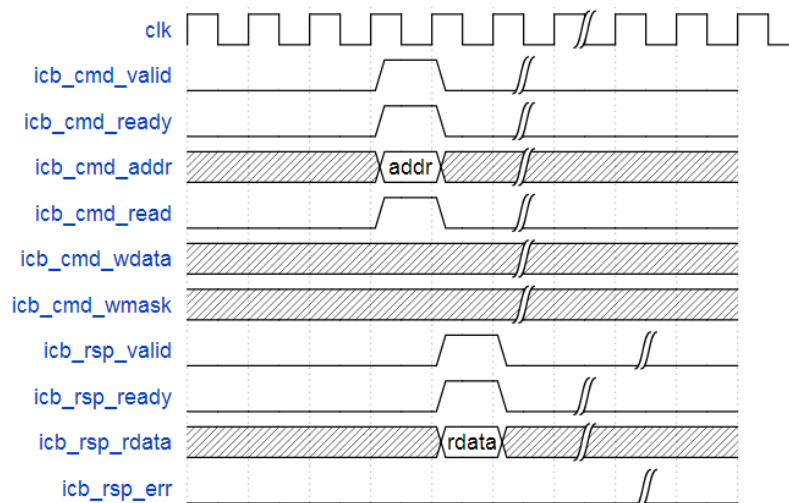 clk
icb_cmd_valid
icb_cmd_ready
icb_cmd_addr addr
icb_cmd_read
icb_cmd_wdata
icb_cmd_wmask
icb_rsp_valid
icb_rsp_ready
icb_rsp_rdata rdata
icb_rsp_err